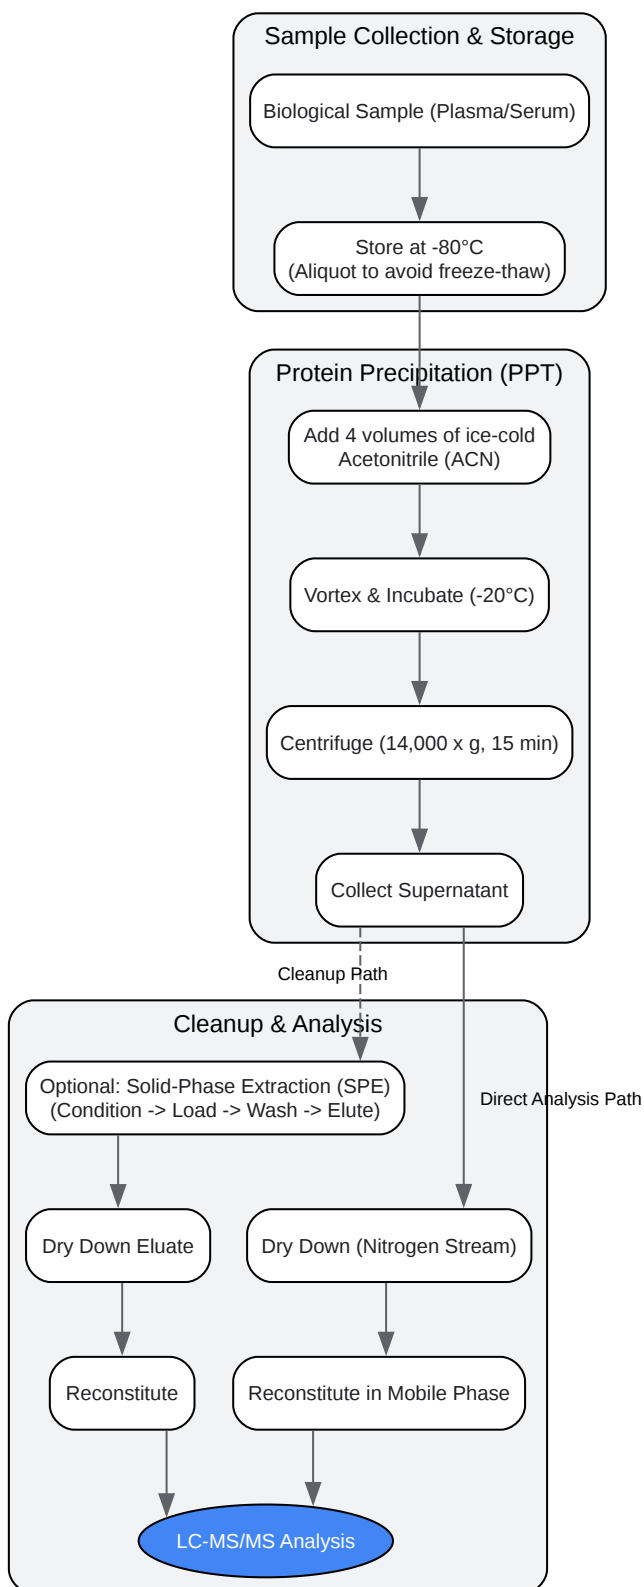 Sample Collection & Storage
Biological Sample (Plasma/Serum)
Store at -80°C
(Aliquot to avoid freeze-thaw)
Protein Precipitation (PPT)
Add 4 volumes of ice-cold
Acetonitrile (ACN)
Vortex & Incubate (-20°C)
Centrifuge (14,000 x g, 15 min)
Collect Supernatant
Cleanup Path
Cleanup & Analysis
Optional: Solid-Phase Extraction (SPE)
(Condition -> Load -> Wash -> Elute)
Direct Analysis Path
Dry Down Eluate
Dry Down (Nitrogen Stream)
Reconstitute
Reconstitute in Mobile Phase
LC-MS/MS Analysis